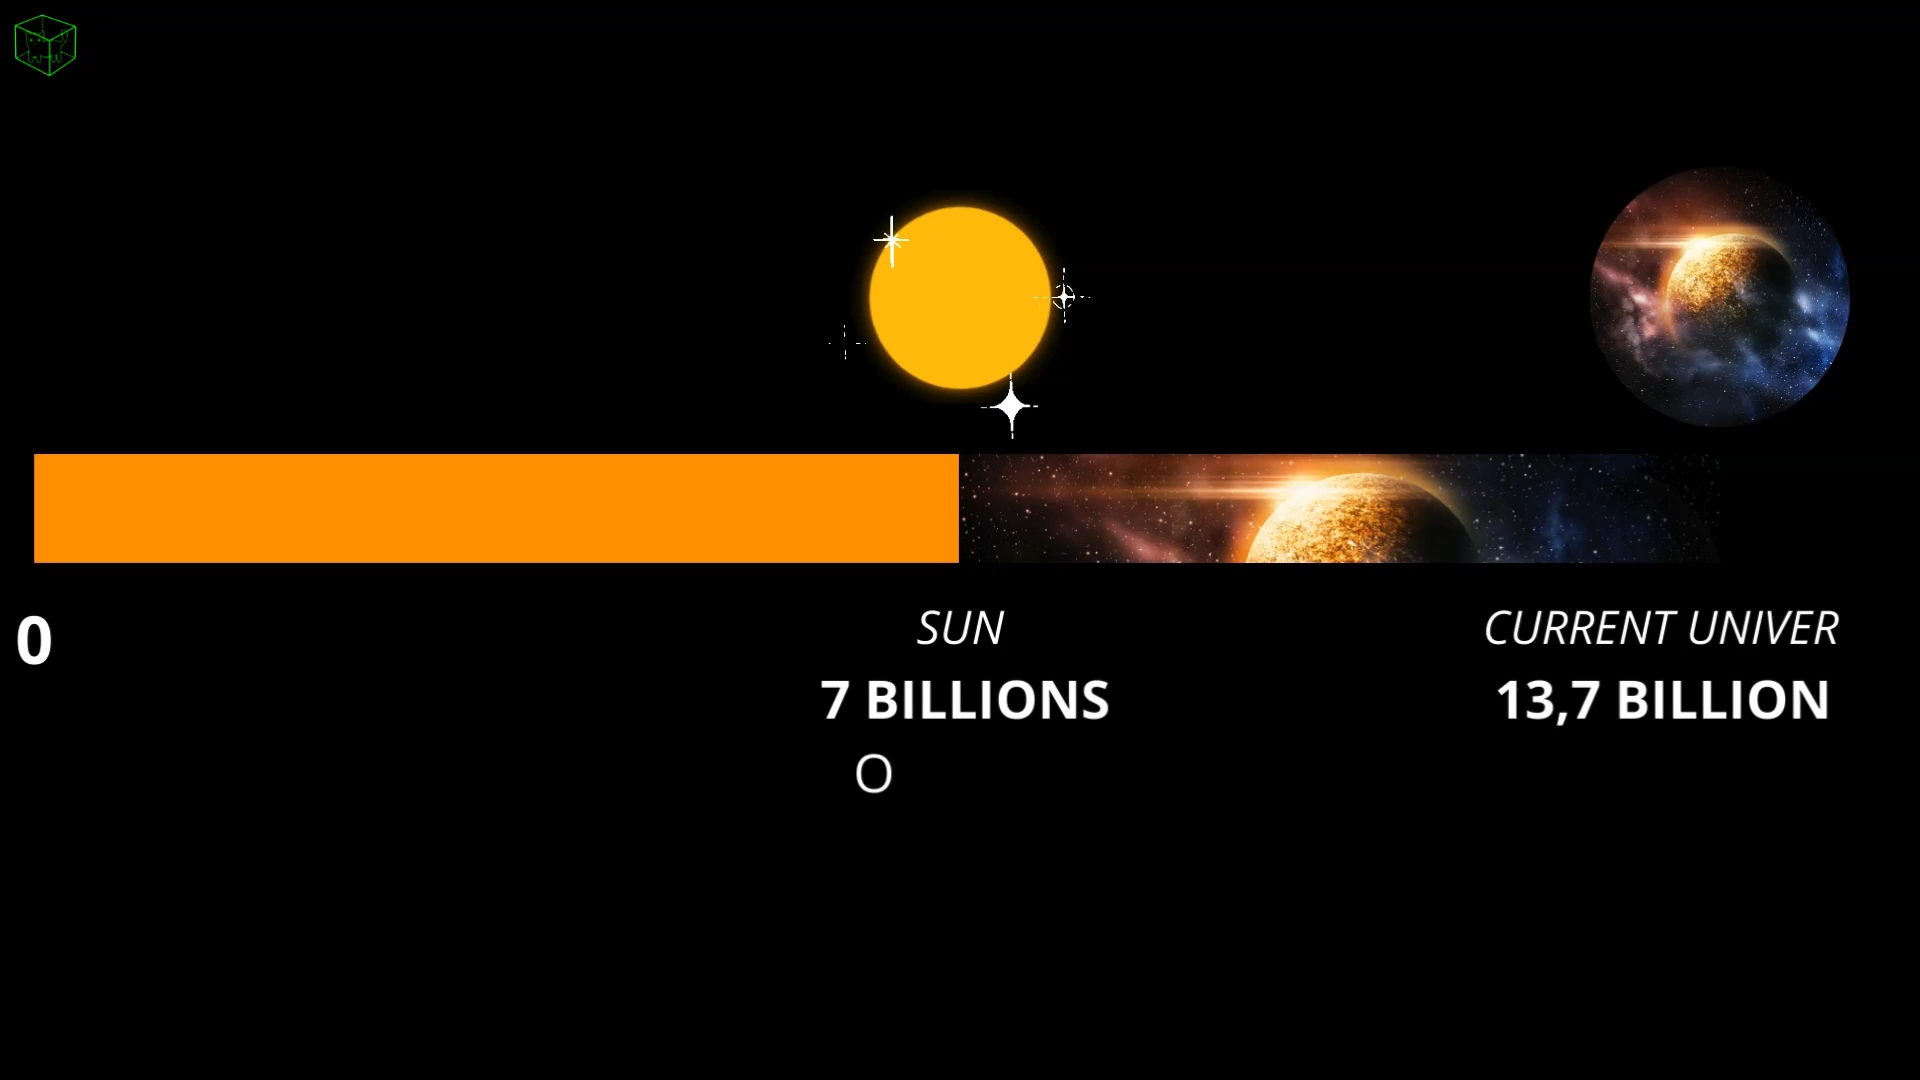 0
SUN
7 BILLIONS
O
CURRENT UNIVER
13,7 BILLION